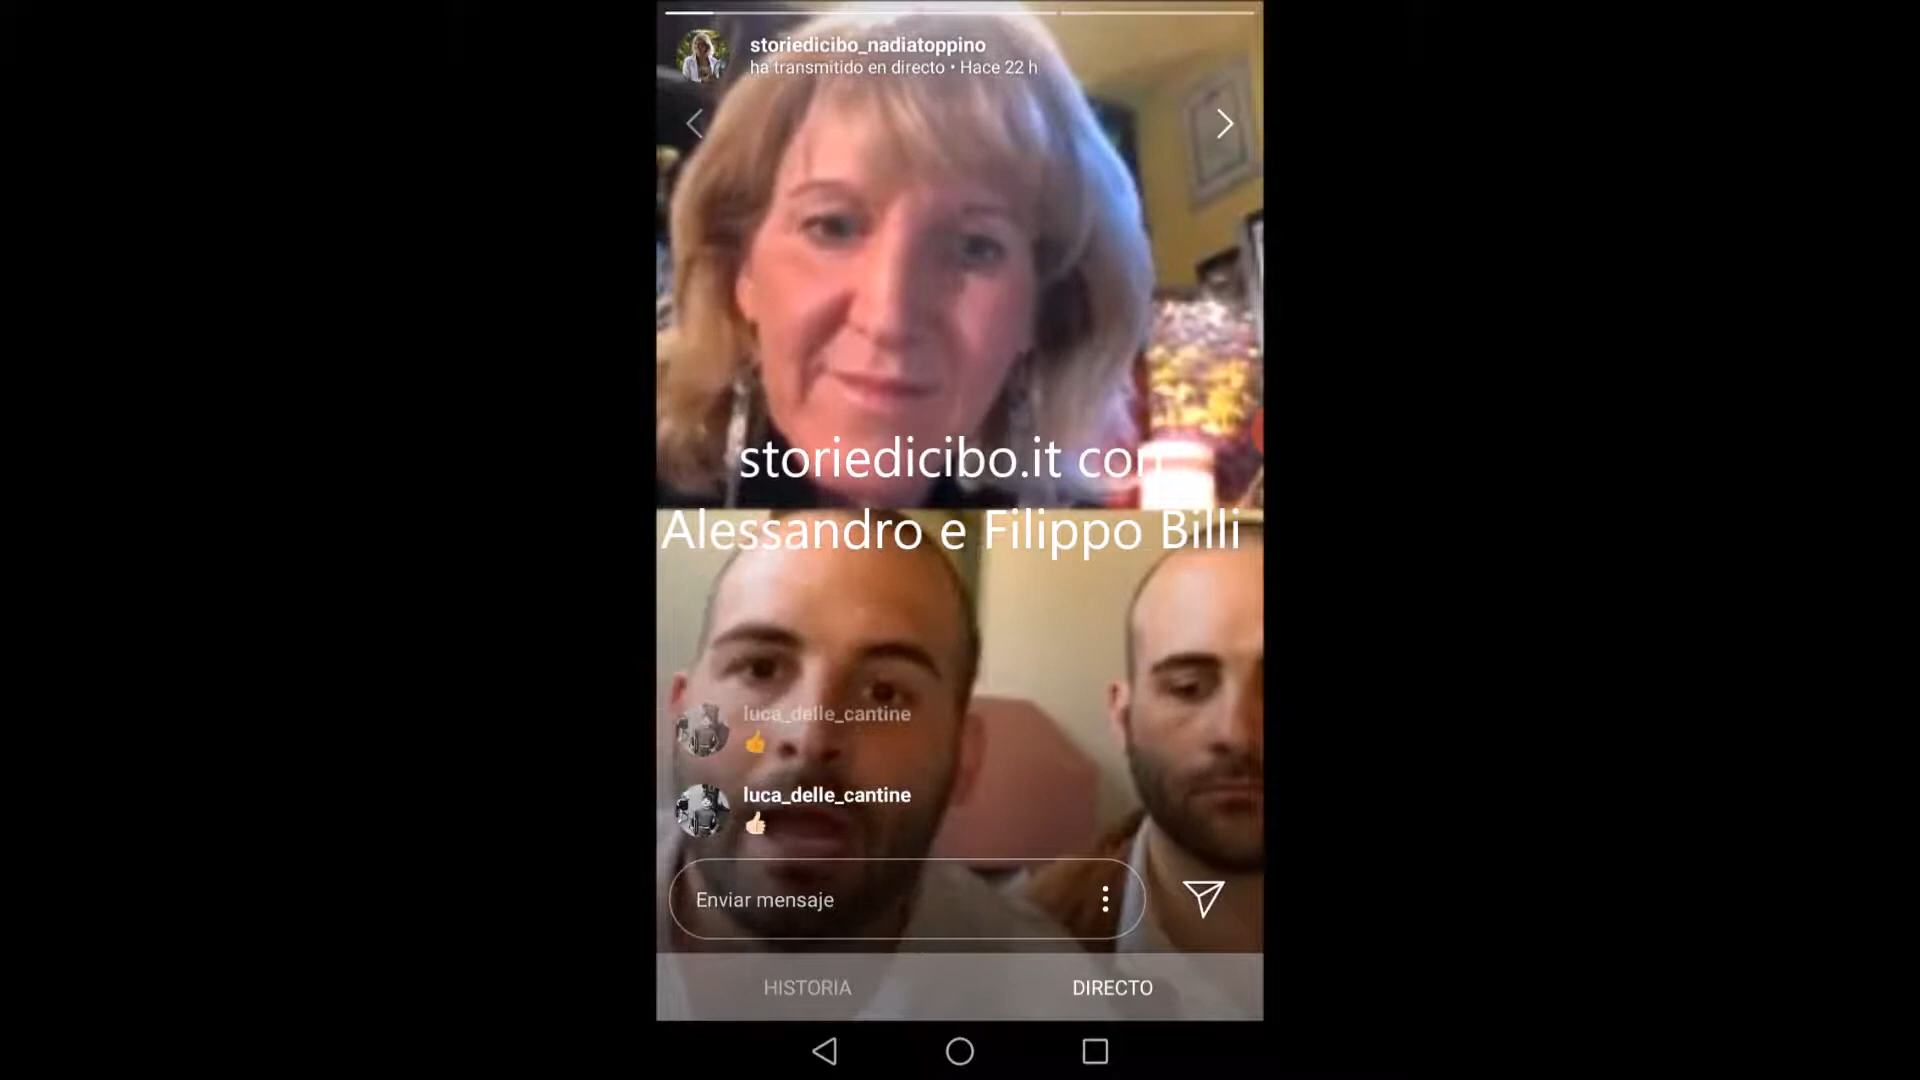 storiedicibo_nadiatoppino
ha transmitido en directo • Hace 22 h
storiedicibo.it con
Alessandro e Filippo Billi
luca_delle_cantine
👍
luca_delle_cantine
👍🏻
Enviar mensaje
HISTORIA
DIRECTO